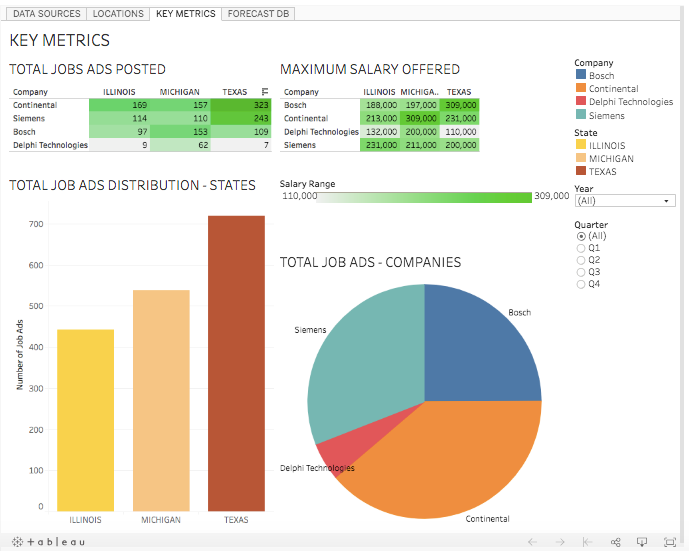 DATA SOURCES LOCATIONS KEY METRICS FORECAST DB
KEY METRICS
TOTAL JOBS ADS POSTED
Company ILLINOIS MICHIGAN TEXAS
Continental 169 157 323
Siemens 114 110 243
Bosch 97 153 109
Delphi Technologies 9 62 7
MAXIMUM SALARY OFFERED
Company ILLINOIS MICHIGA.. TEXAS
Bosch 188,000 197,000 309,000
Continental 213,000 309,000 231,000
Delphi Technologies 132,000 200,000 110,000
Siemens 231,000 211,000 200,000
Company
Bosch
Continental
Delphi Technologies
Siemens
State
ILLINOIS
MICHIGAN
TEXAS
Year
(All)
Quarter
(All)
Q1
Q2
Q3
Q4
TOTAL JOB ADS DISTRIBUTION - STATES
Number of Job Ads
700
600
500
400
300
200
100
0
ILLINOIS MICHIGAN TEXAS
Salary Range
110,000 309,000
TOTAL JOB ADS - COMPANIES
Bosch
Siemens
Delphi Technologies
Continental
+ a b l e a u